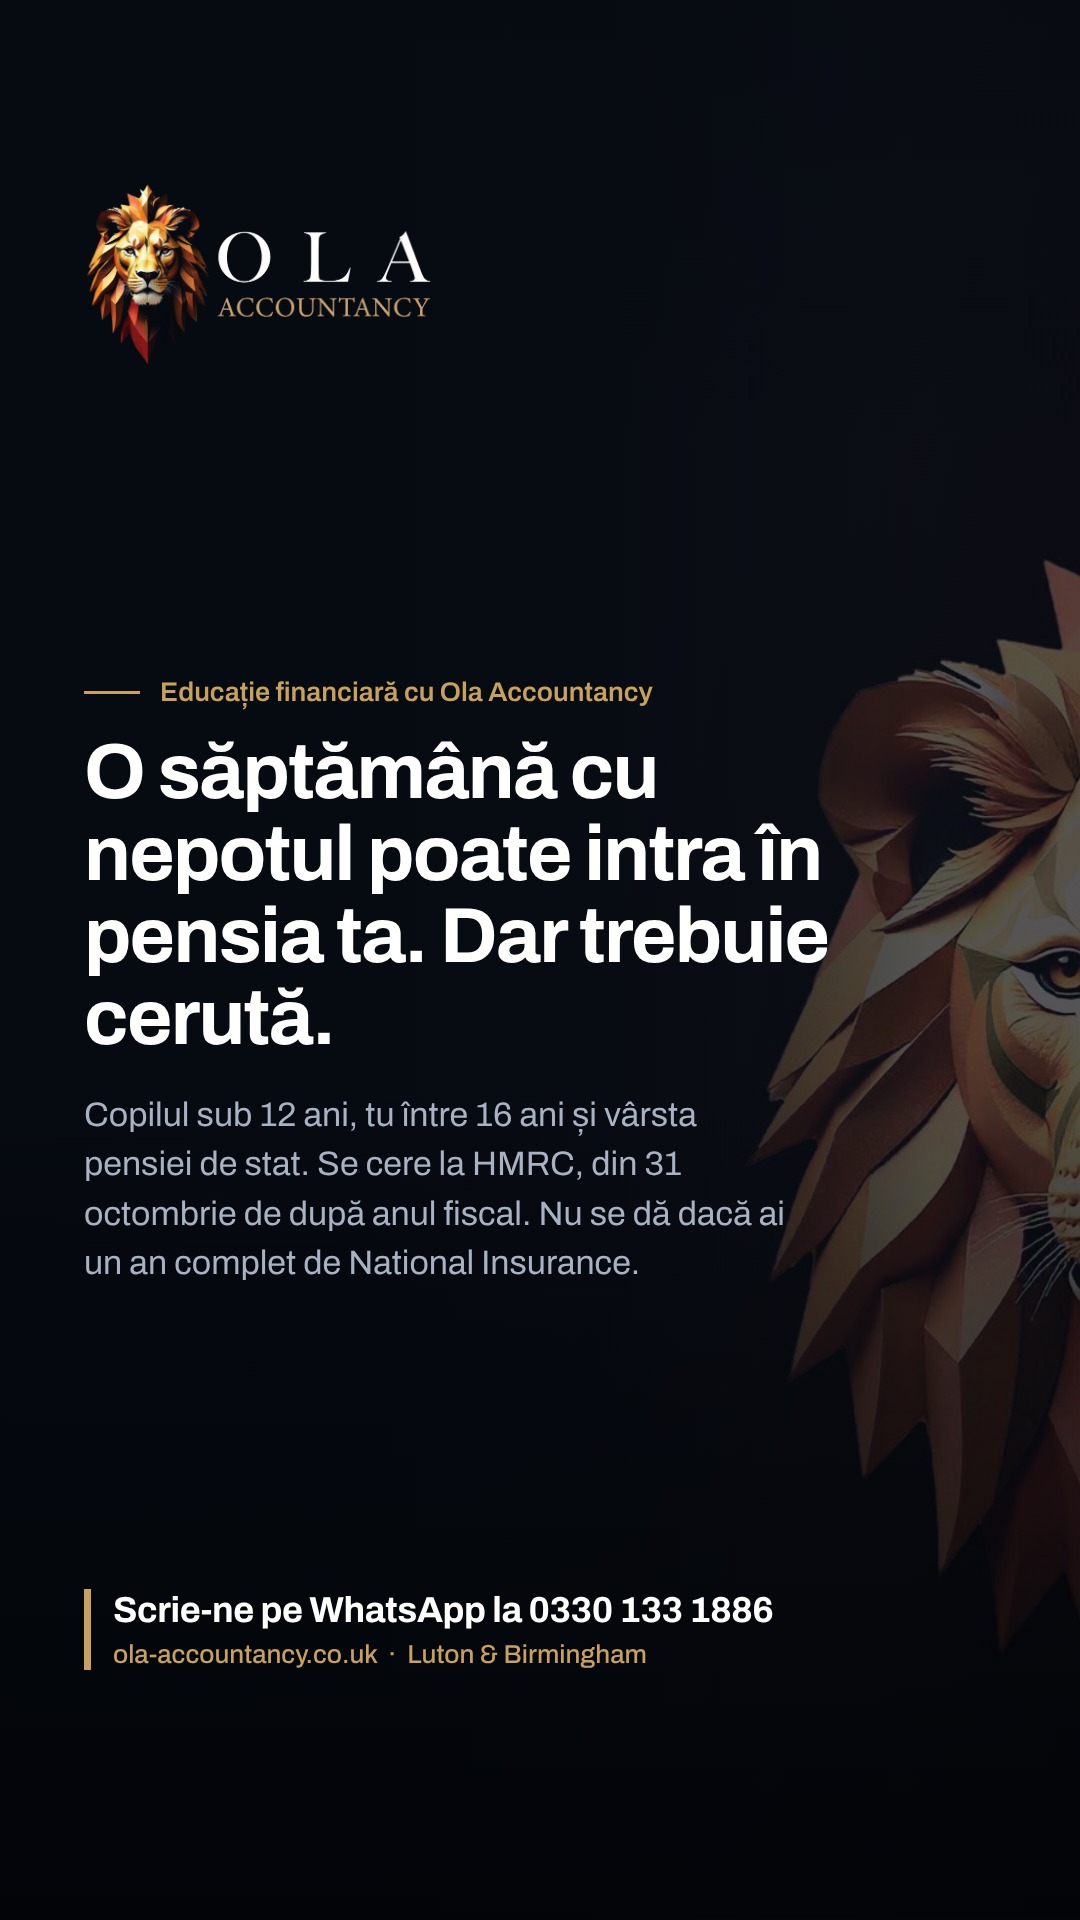 OLA
ACCOUNTANCY
Educație financiară cu Ola Accountancy
O săptămână cu
nepotul poate intra în
pensia ta. Dar trebuie
cerută.
Copilul sub 12 ani, tu între 16 ani și vârsta
pensiei de stat. Se cere la HMRC, din 31
octombrie de după anul fiscal. Nu se dă dacă ai
un an complet de National Insurance.
Scrie-ne pe WhatsApp la 0330 133 1886
ola-accountancy.co.uk · Luton & Birmingham